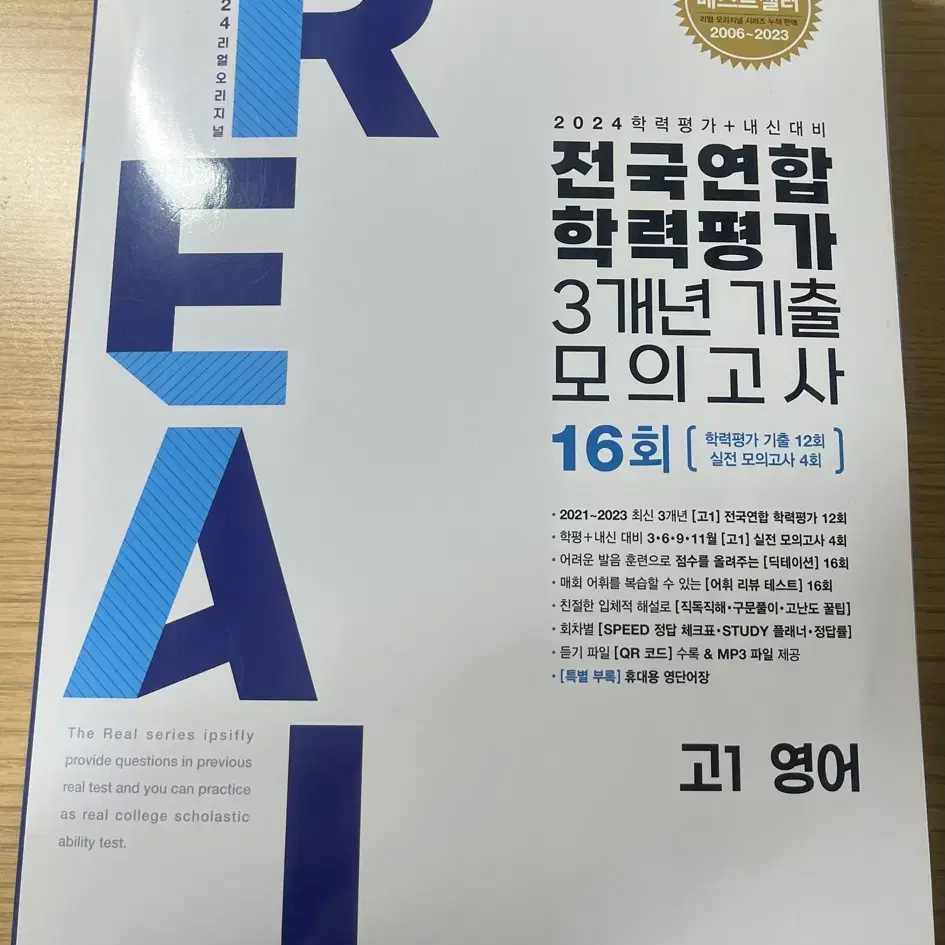 24 리얼 오리지널
REAL
베스트셀러
리얼 오리지널 시리즈 누적 판매
2006~2023
2024 학력평가+내신대비
전국연합
학력평가
3개년 기출
모의고사
16회 [ 학력평가 기출 12회
실전 모의고사 4회 ]
· 2021~2023 최신 3개년 [고1] 전국연합 학력평가 12회
· 학평+내신 대비 3·6·9·11월 [고1] 실전 모의고사 4회
· 어려운 발음 훈련으로 점수를 올려주는 [딕테이션] 16회
· 매회 어휘를 복습할 수 있는 [어휘 리뷰 테스트] 16회
· 친절한 입체적 해설로 [직독직해·구문풀이·고난도 꿀팁]
· 회차별 [SPEED 정답 체크표·STUDY 플래너·정답률]
· 듣기 파일 [QR 코드] 수록 & MP3 파일 제공
· [특별 부록] 휴대용 영단어장
The Real series ipsifly
provide questions in previous
real test and you can practice
as real college scholastic
ability test.
고1 영어